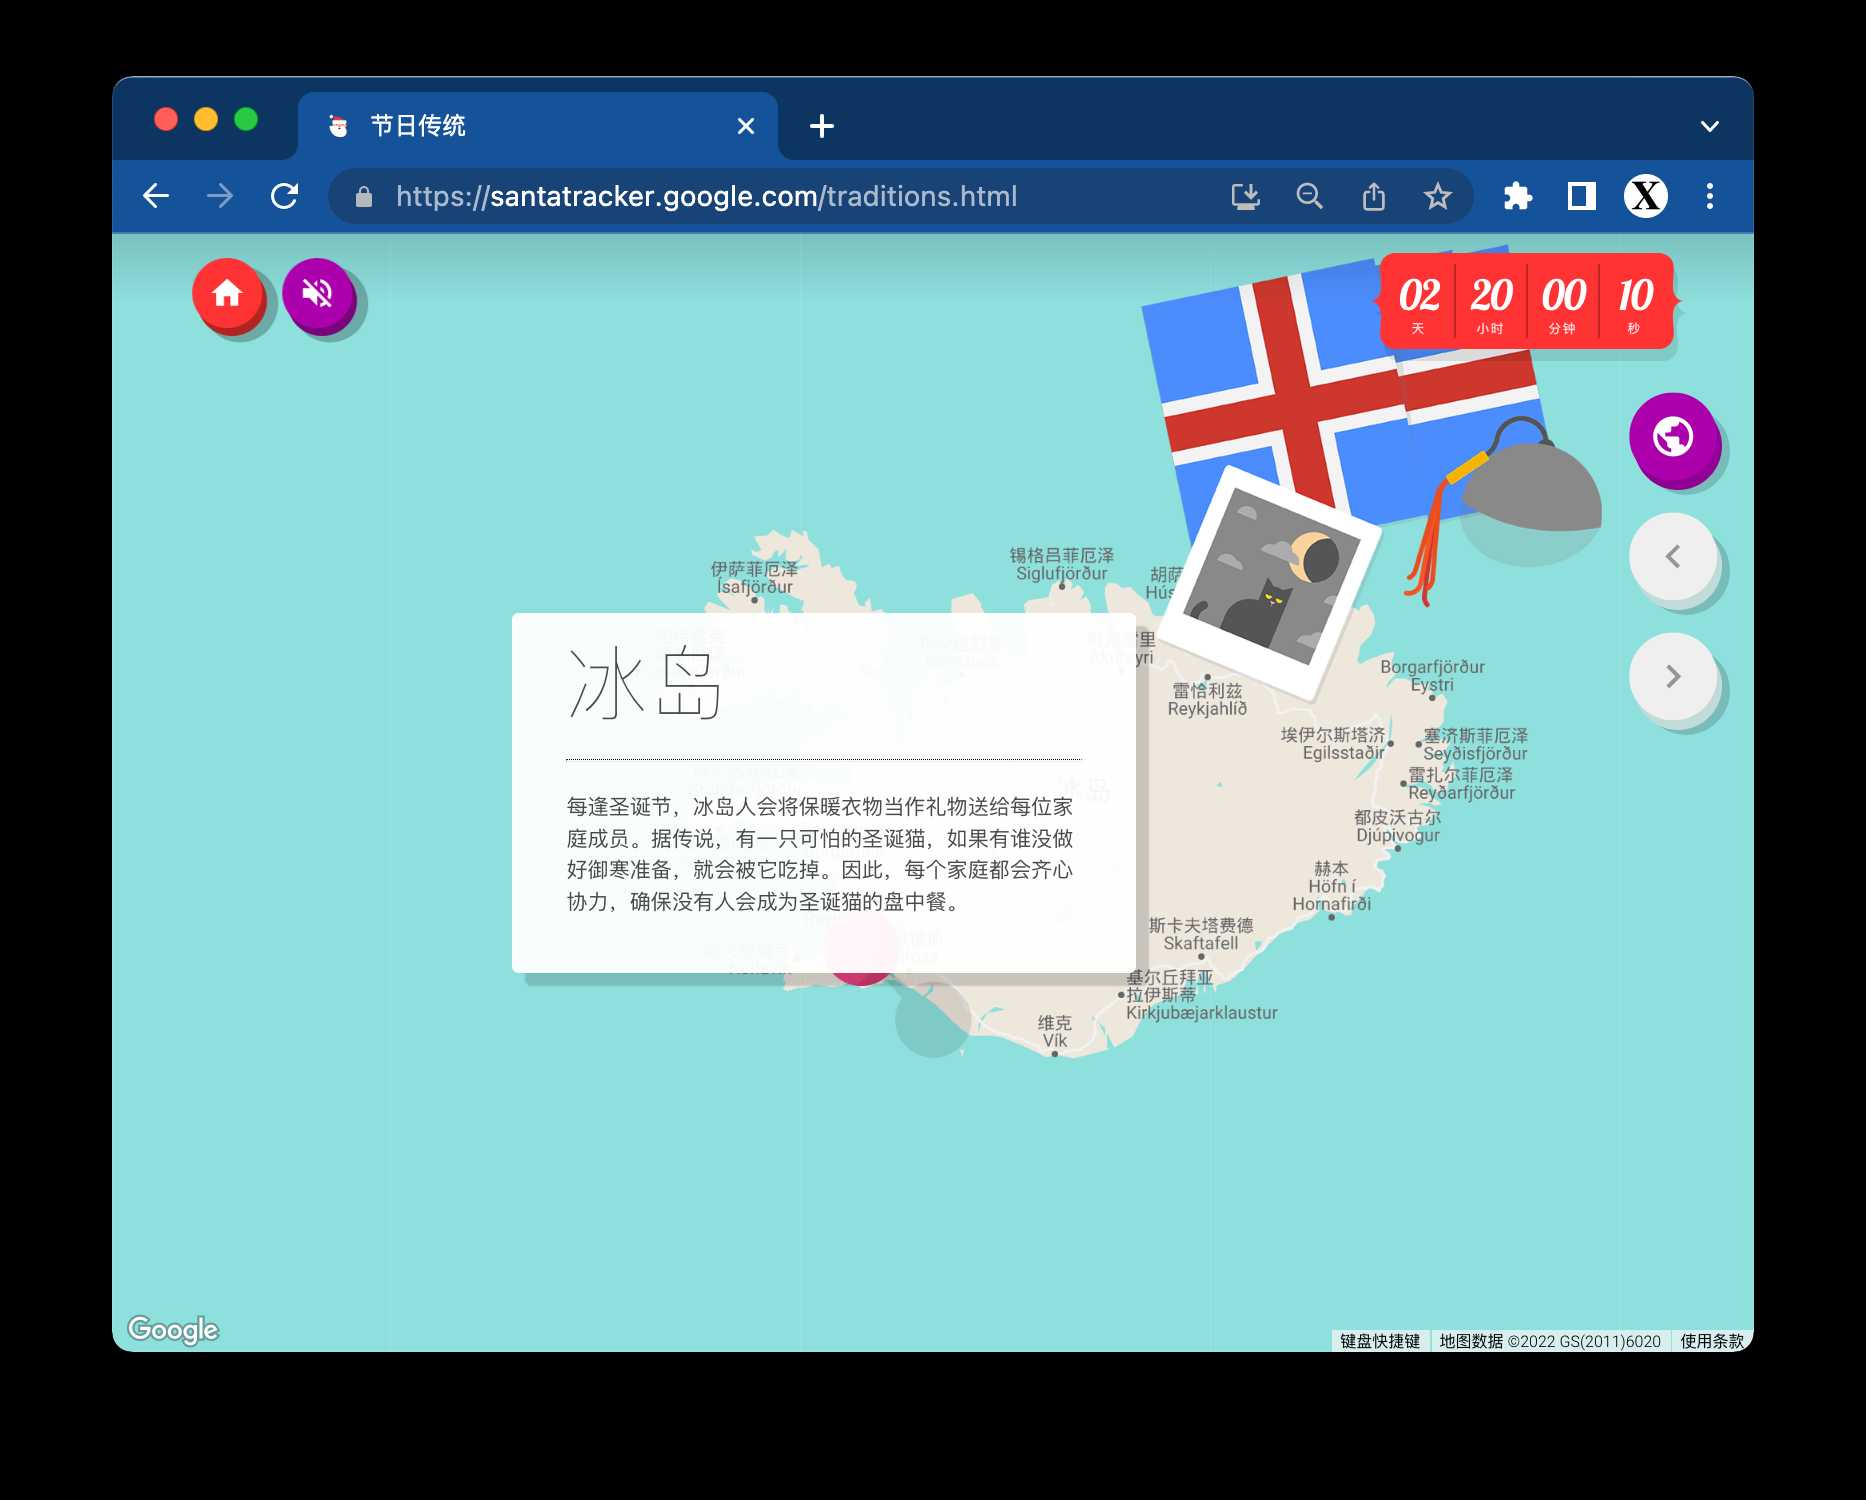 节日传统
https://santatracker.google.com/traditions.html
02 20 00 10
天 小时 分钟 秒
伊萨菲厄泽
Ísafjörður
锡格吕菲厄泽
Siglufjörður
雷恰利兹
Reykjahlíð
Borgarfjörður
Eystri
埃伊尔斯塔济
Egilsstaðir
塞济斯菲厄泽
Seyðisfjörður
雷扎尔菲厄泽
Reyðarfjörður
都皮沃古尔
Djúpivogur
赫本
Höfn í
Hornafirði
斯卡夫塔费德
Skaftafell
基尔丘拜亚
拉伊斯蒂
Kirkjubæjarklaustur
维克
Vík
冰岛
冰岛
每逢圣诞节，冰岛人会将保暖衣物当作礼物送给每位家
庭成员。据传说，有一只可怕的圣诞猫，如果有谁没做
好御寒准备，就会被它吃掉。因此，每个家庭都会齐心
协力，确保没有人会成为圣诞猫的盘中餐。
Google
键盘快捷键
地图数据 ©2022 GS(2011)6020
使用条款